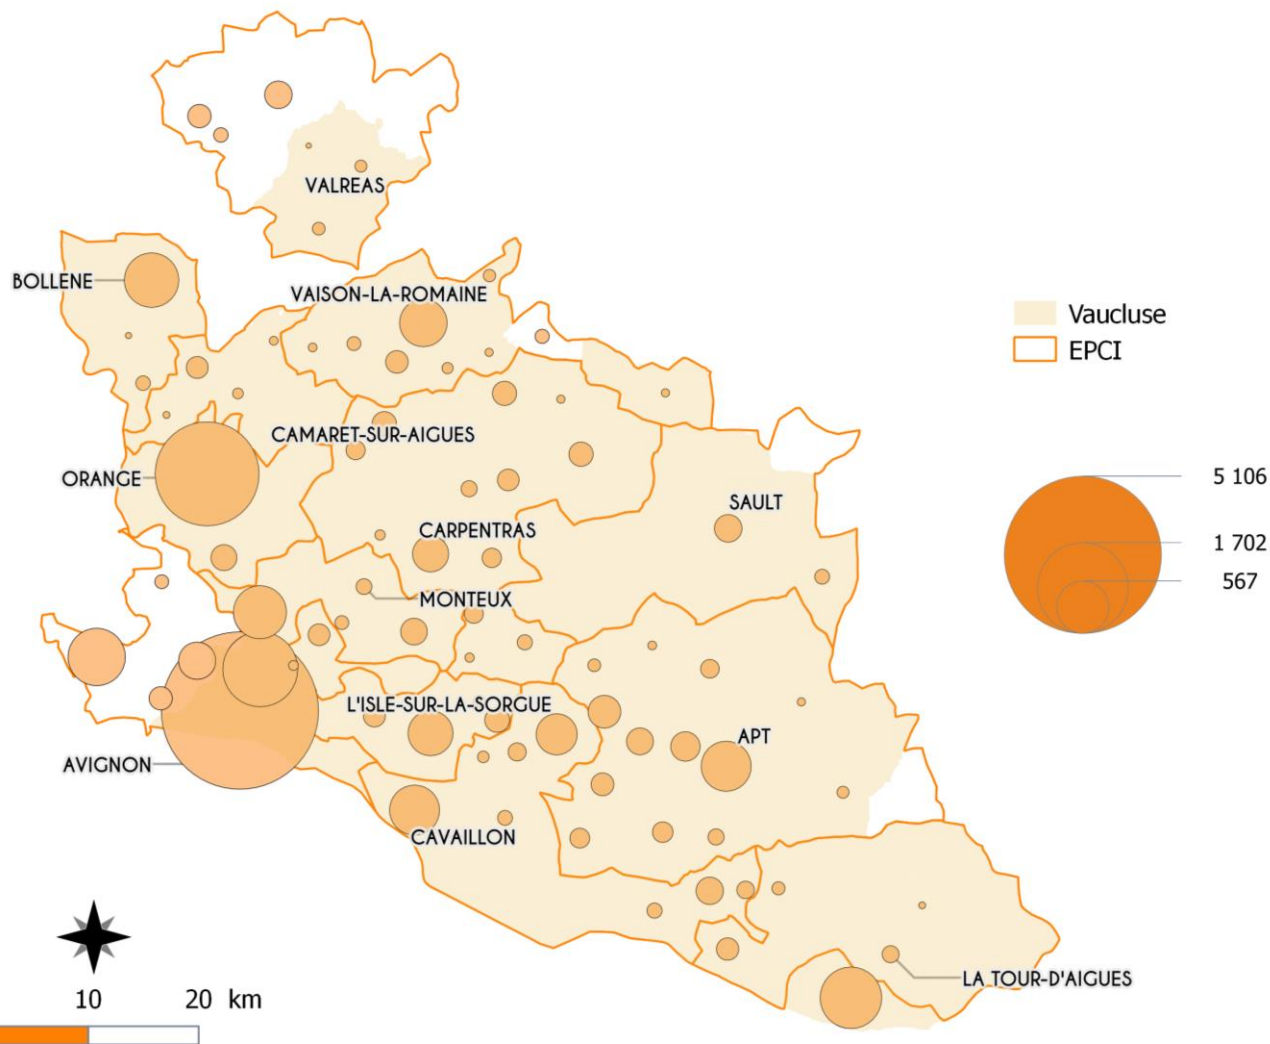 VALREAS
BOLLENE
VAISON-LA-ROMAINE
Vaucluse
EPCI
CAMARET-SUR-AIGUES
ORANGE
5 106
SAULT
CARPENTRAS
1 702
567
MONTEUX
L'ISLE-SUR-LA-SORGUE
APT
AVIGNON
CAVAILLON
LA TOUR-D'AIGUES
10 20 km